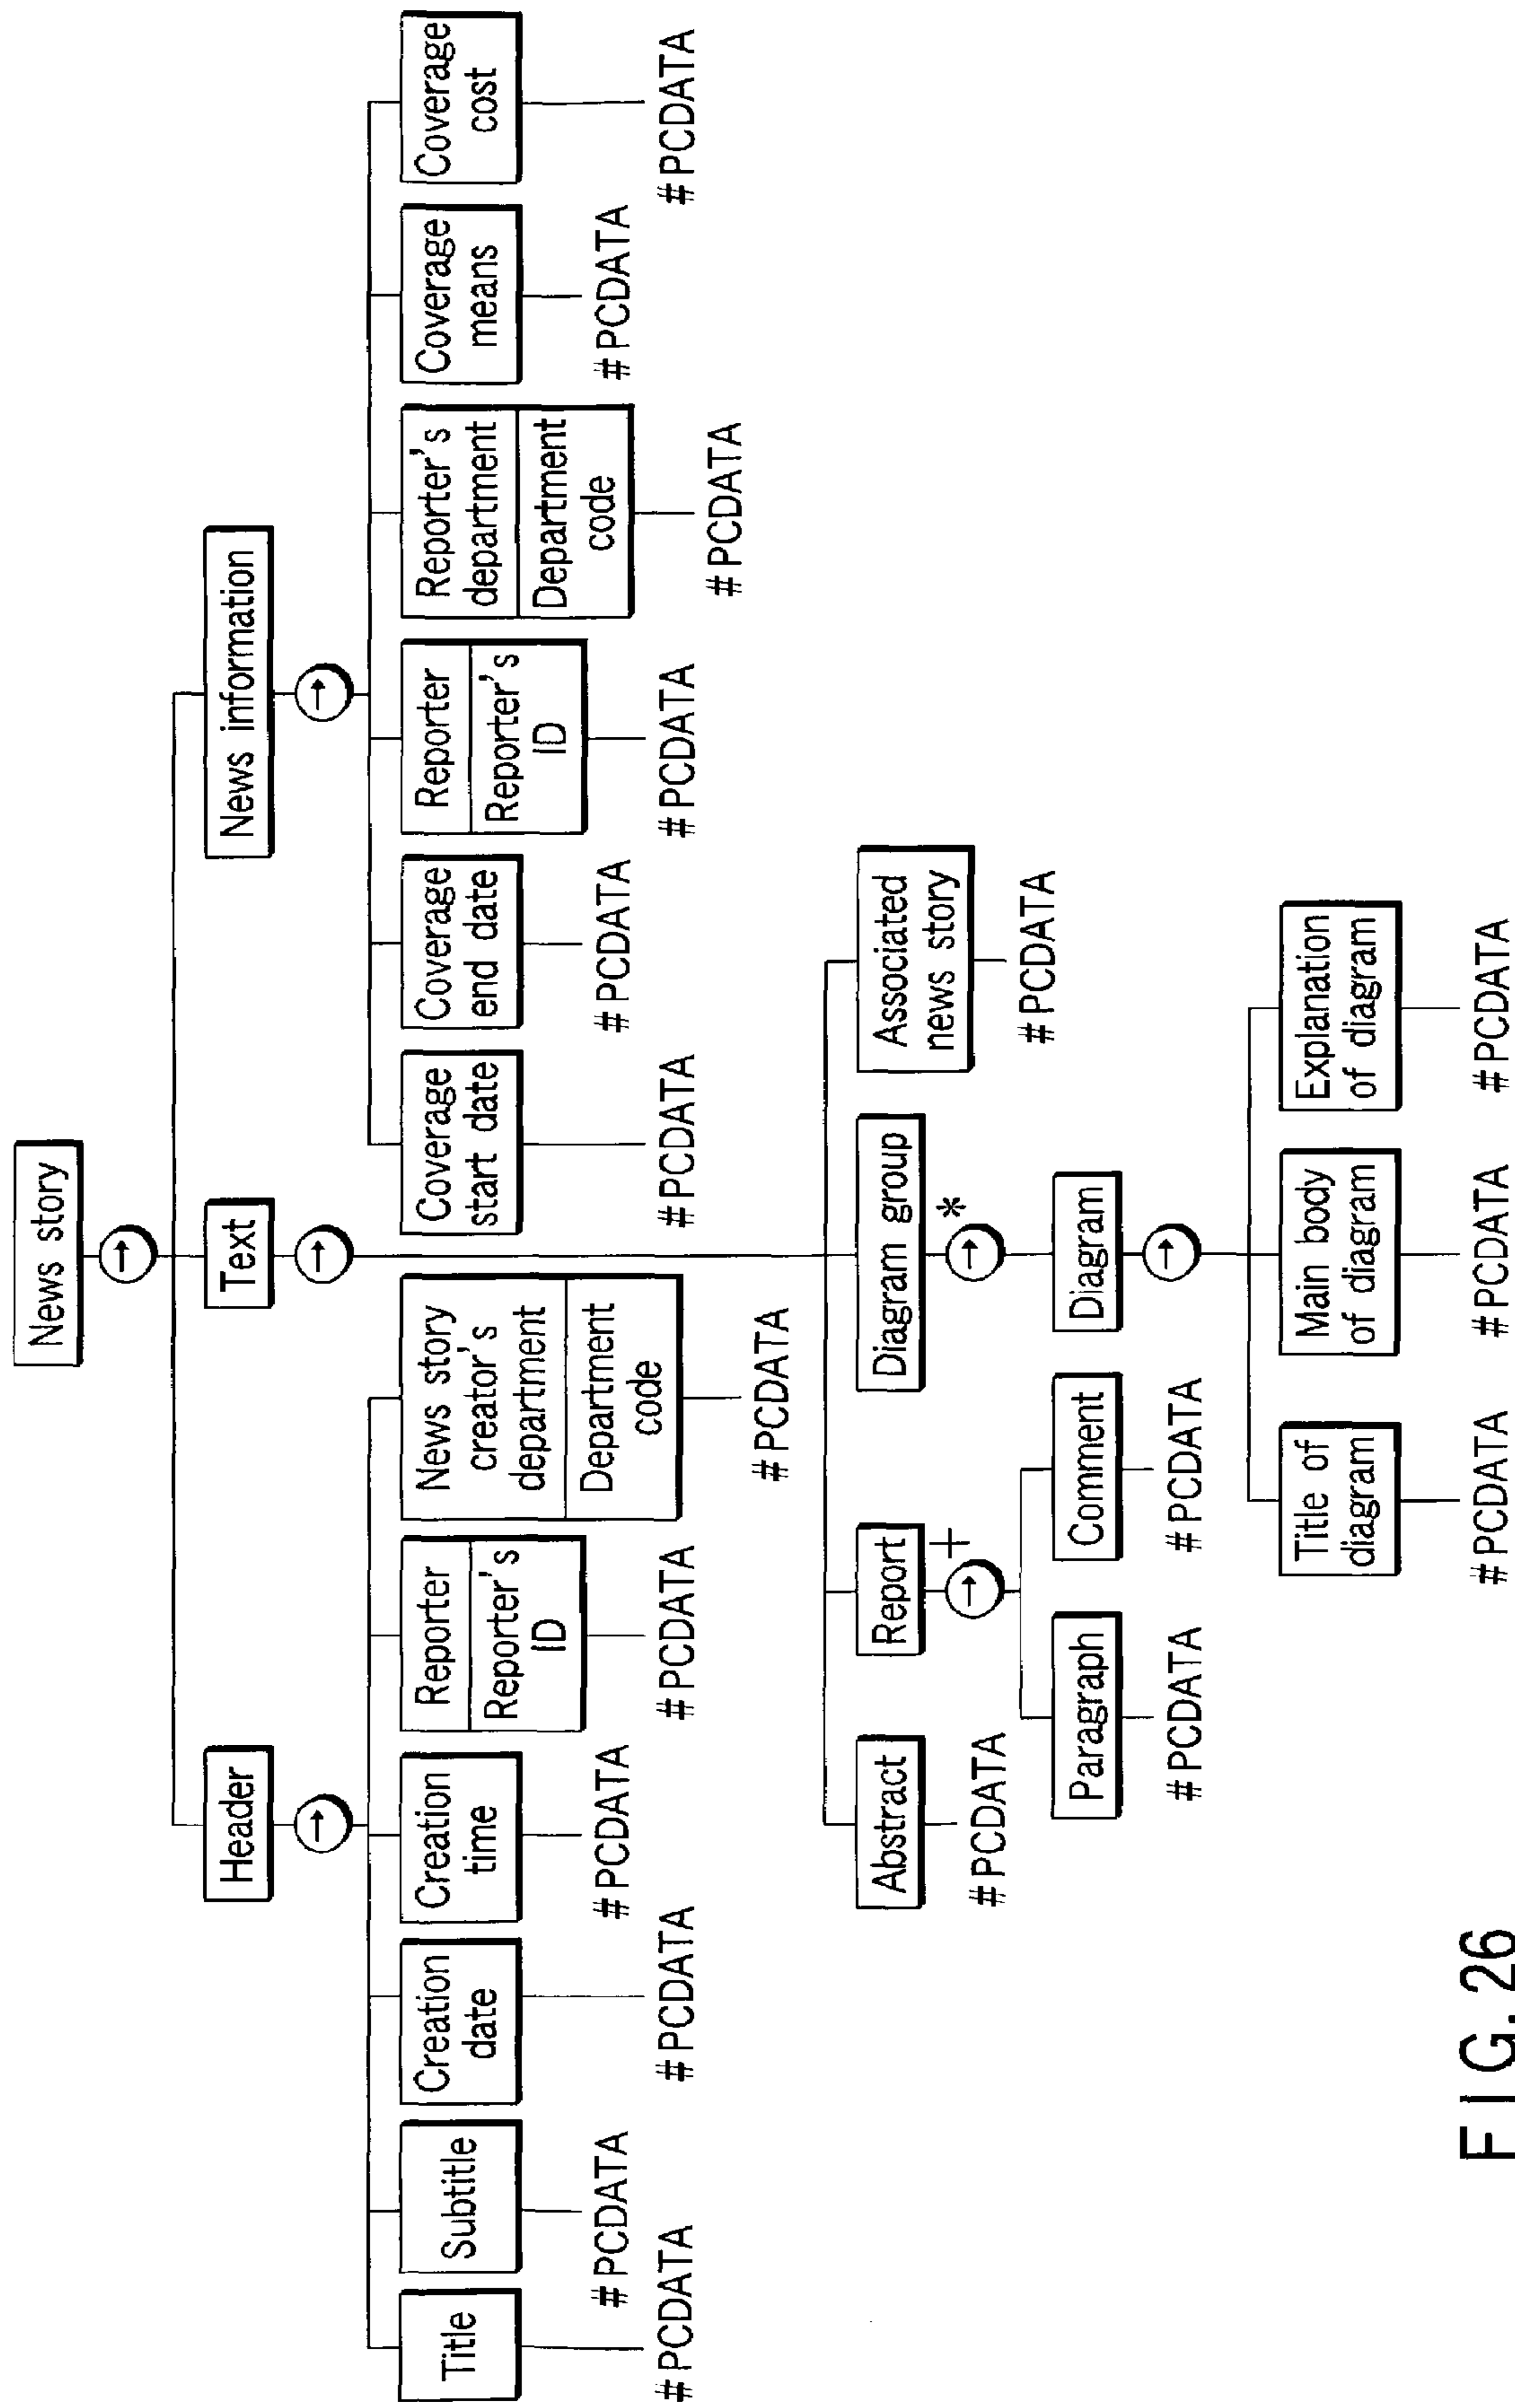 News story
Header
Text
News information
Title
Subtitle
Creation
date
Creation
time
Reporter
Reporter's
ID
News story
creator's
department
Department
code
Coverage
start date
Coverage
end date
Reporter
Reporter's
ID
Reporter's
department
Department
code
Coverage
means
Coverage
cost
#PCDATA
#PCDATA
#PCDATA
#PCDATA
#PCDATA
#PCDATA
#PCDATA
#PCDATA
#PCDATA
#PCDATA
#PCDATA
#PCDATA
Abstract
Report
Diagram group
Associated
news story
#PCDATA
+
*
#PCDATA
Paragraph
Comment
Diagram
#PCDATA
#PCDATA
Title of
diagram
Main body
of diagram
Explanation
of diagram
#PCDATA
#PCDATA
#PCDATA
FIG. 26